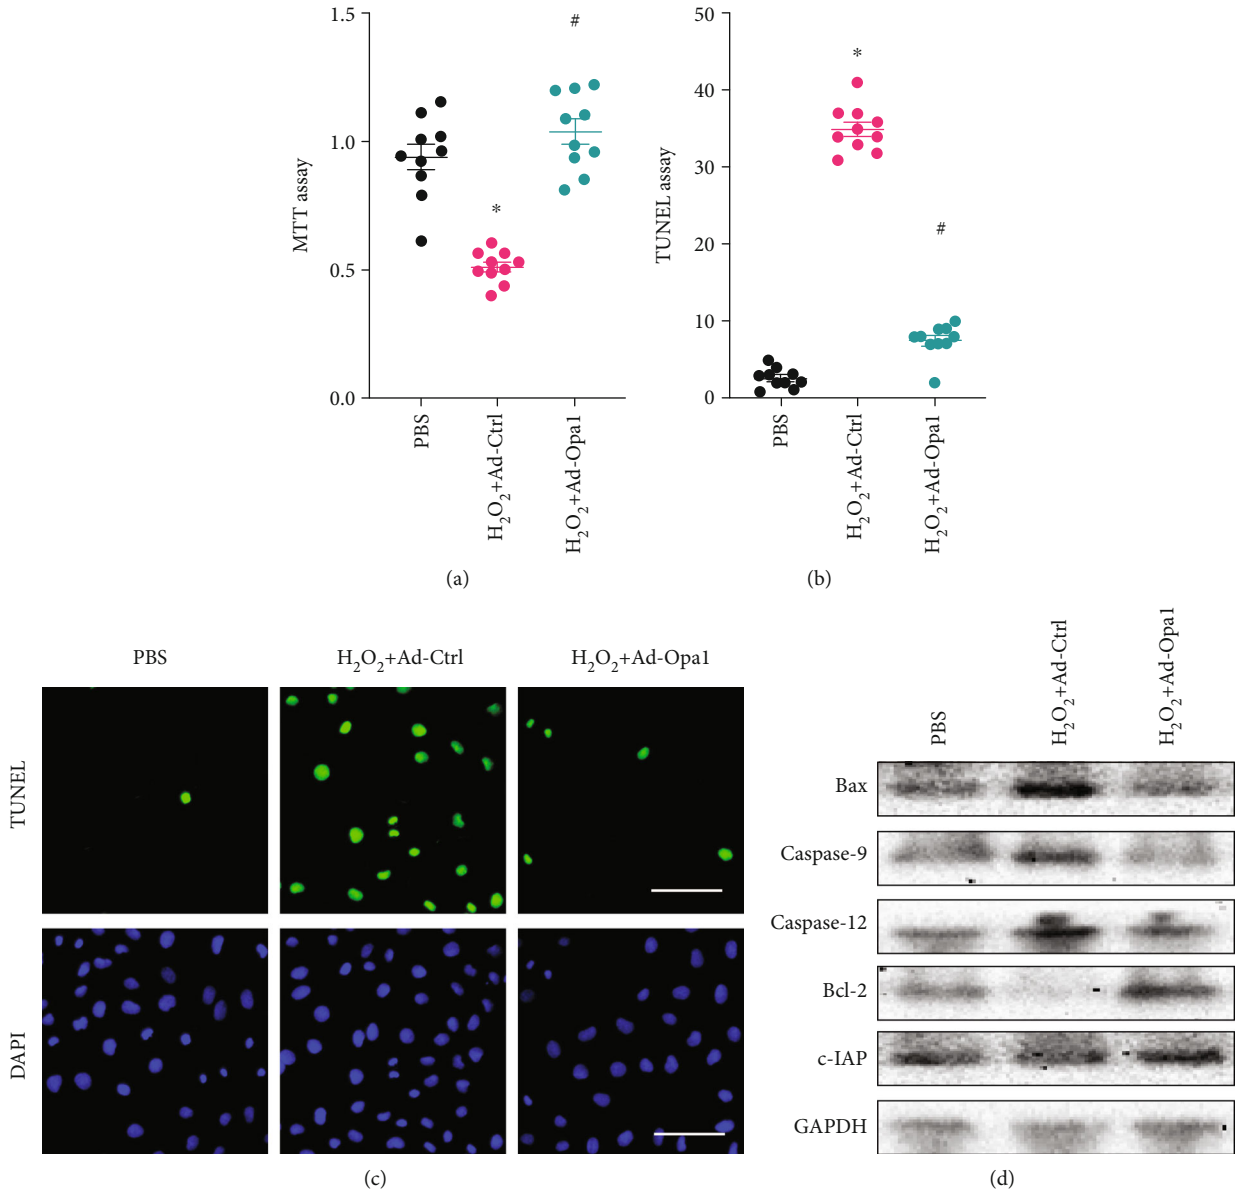 1.5
1.0
0.5
0.0
MTT assay
*
#
PBS
H₂O₂+Ad-Ctrl
H₂O₂+Ad-Opa1
(a)
50
40
30
20
10
0
TUNEL assay
*
#
PBS
H₂O₂+Ad-Ctrl
H₂O₂+Ad-Opa1
(b)
PBS
H₂O₂+Ad-Ctrl
H₂O₂+Ad-Opa1
TUNEL
DAPI
(c)
PBS
H₂O₂+Ad-Ctrl
H₂O₂+Ad-Opa1
Bax
Caspase-9
Caspase-12
Bcl-2
c-IAP
GAPDH
(d)